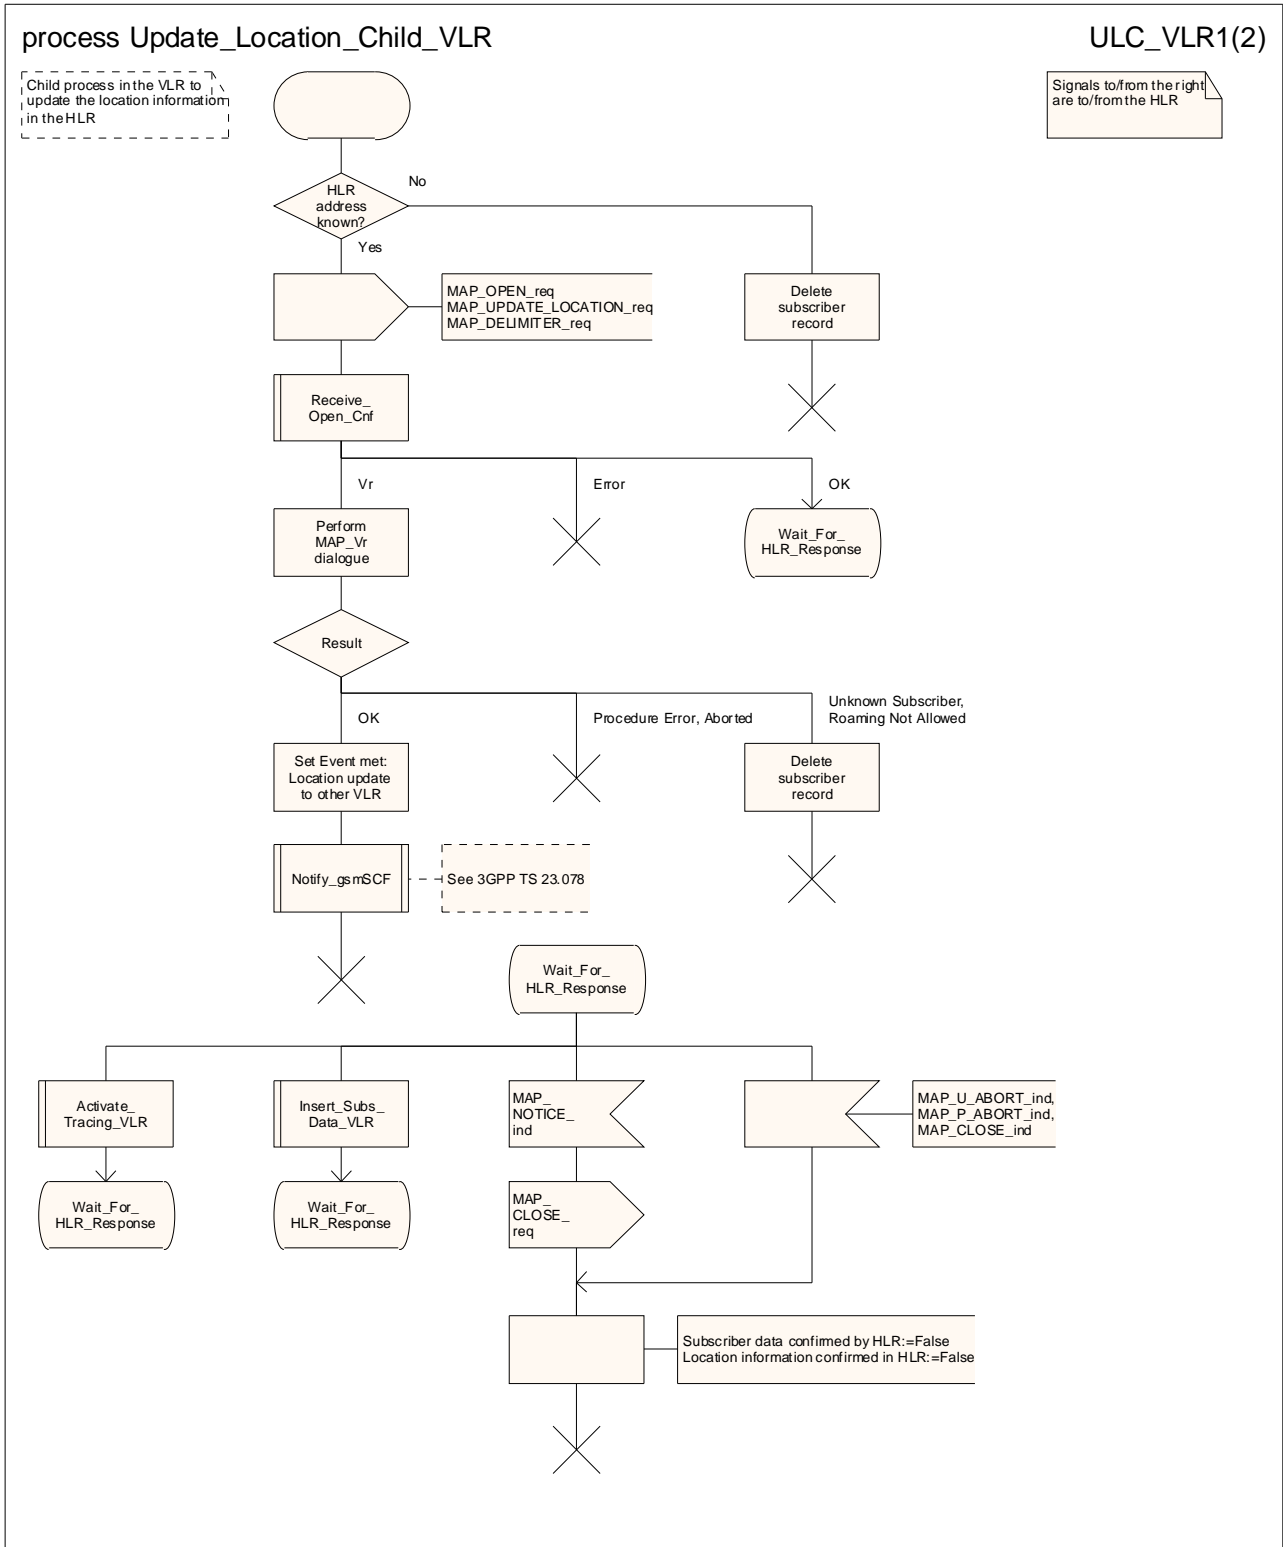 process Update_Location_Child_VLR
ULC_VLR1(2)
Child process in the VLR to
update the location information
in the HLR
Signals to/from the right
are to/from the HLR
HLR
address
known?
No
Yes
MAP_OPEN_req
MAP_UPDATE_LOCATION_req
MAP_DELIMITER_req
Delete
subscriber
record
Receive_
Open_Cnf
Vr
Error
OK
Perform
MAP_Vr
dialogue
Wait_For_
HLR_Response
Result
OK
Procedure Error, Aborted
Unknown Subscriber,
Roaming Not Allowed
Set Event met:
Location update
to other VLR
Delete
subscriber
record
Notify_gsmSCF
See 3GPP TS 23.078
Wait_For_
HLR_Response
Activate_
Tracing_VLR
Insert_Subs_
Data_VLR
MAP_
NOTICE_
ind
MAP_U_ABORT_ind,
MAP_P_ABORT_ind,
MAP_CLOSE_ind
Wait_For_
HLR_Response
Wait_For_
HLR_Response
MAP_
CLOSE_
req
Subscriber data confirmed by HLR:=False
Location information confirmed in HLR:=False